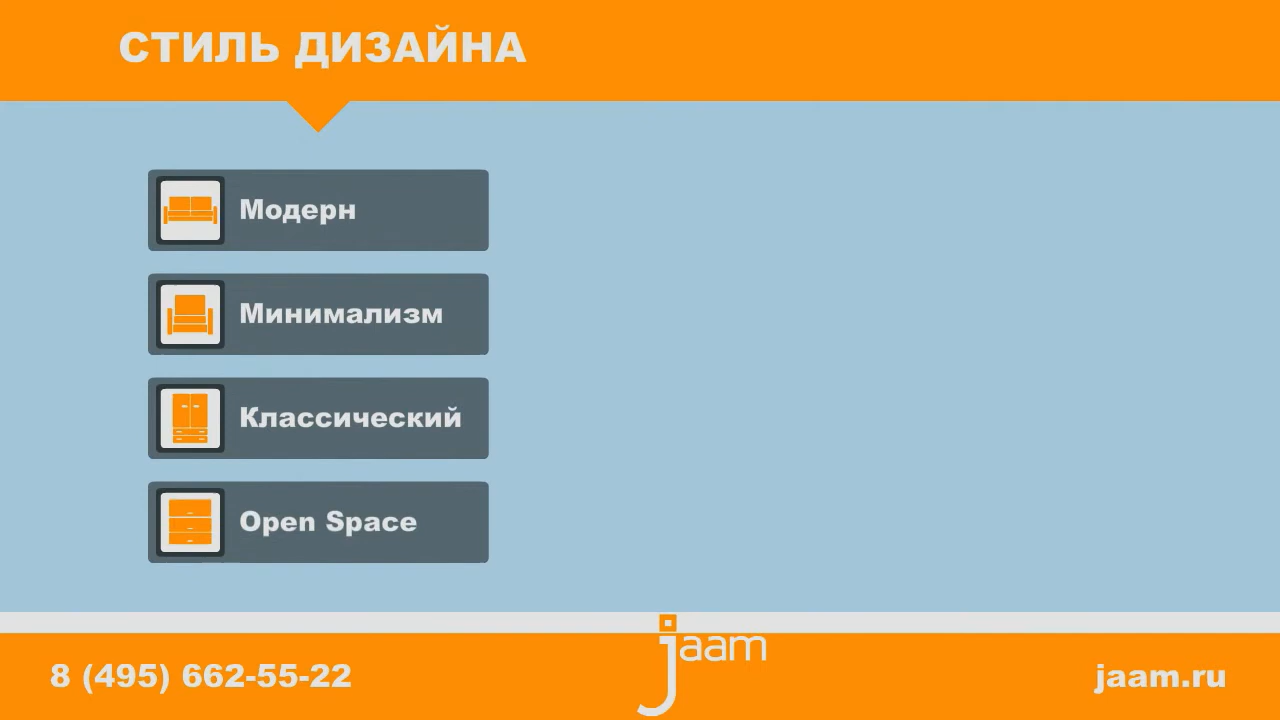 СТИЛЬ ДИЗАЙНА
Модерн
Минимализм
Классический
Open Space
jaam
8 (495) 662-55-22
jaam.ru